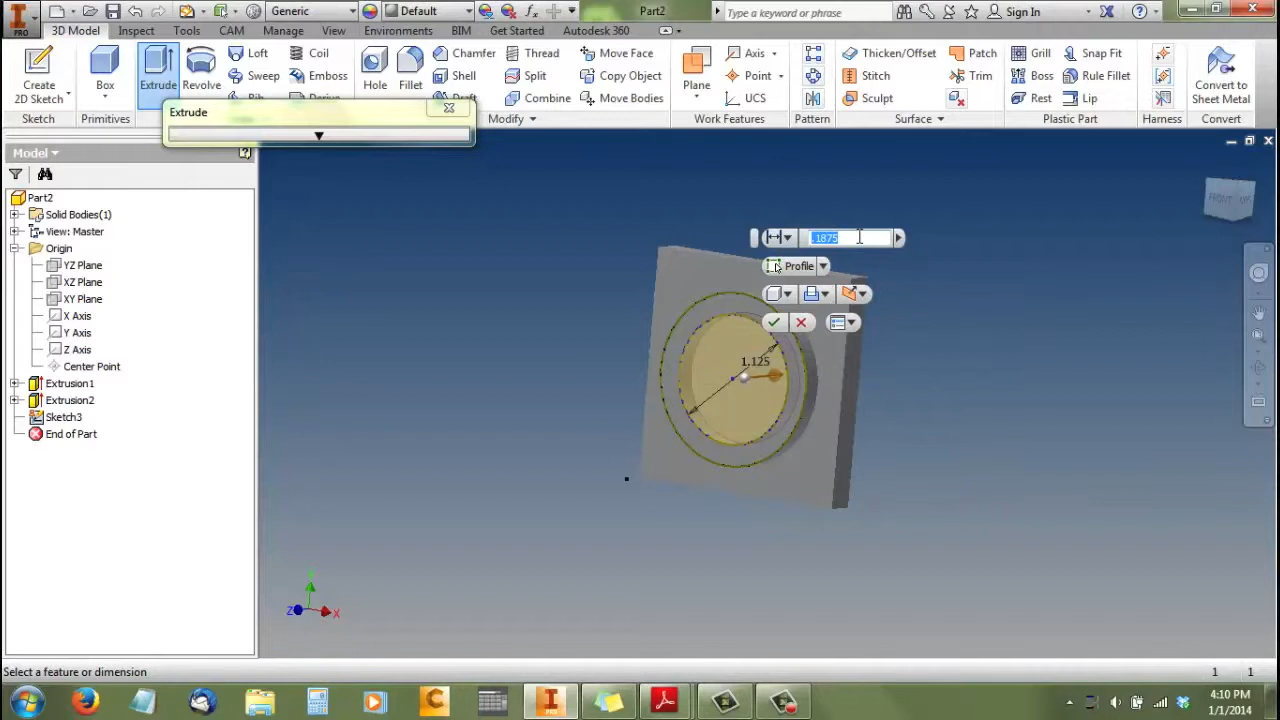 Generic
Default
Part2
Type a keyword or phrase
Sign In
PRO
3D Model Inspect Tools CAM Manage View Environments BIM Get Started Autodesk 360
Create
2D Sketch
Box
Extrude
Revolve
Loft
Sweep
Rib
Coil
Emboss
Derive
Hole
Fillet
Chamfer
Shell
Draft
Thread
Split
Combine
Move Face
Copy Object
Move Bodies
Plane
Axis
Point
UCS
Thicken/Offset
Stitch
Sculpt
Patch
Trim
Grill
Boss
Rest
Snap Fit
Rule Fillet
Lip
Convert to
Sheet Metal
Sketch Primitives Modify Work Features Pattern Surface Plastic Part Harness Convert
Extrude
Model
Part2
Solid Bodies(1)
View: Master
Origin
YZ Plane
XZ Plane
XY Plane
X Axis
Y Axis
Z Axis
Center Point
Extrusion1
Extrusion2
Sketch3
End of Part
.1875
Profile
1.125
FRONT
Z
X
Select a feature or dimension
1 1
4:10 PM
1/1/2014